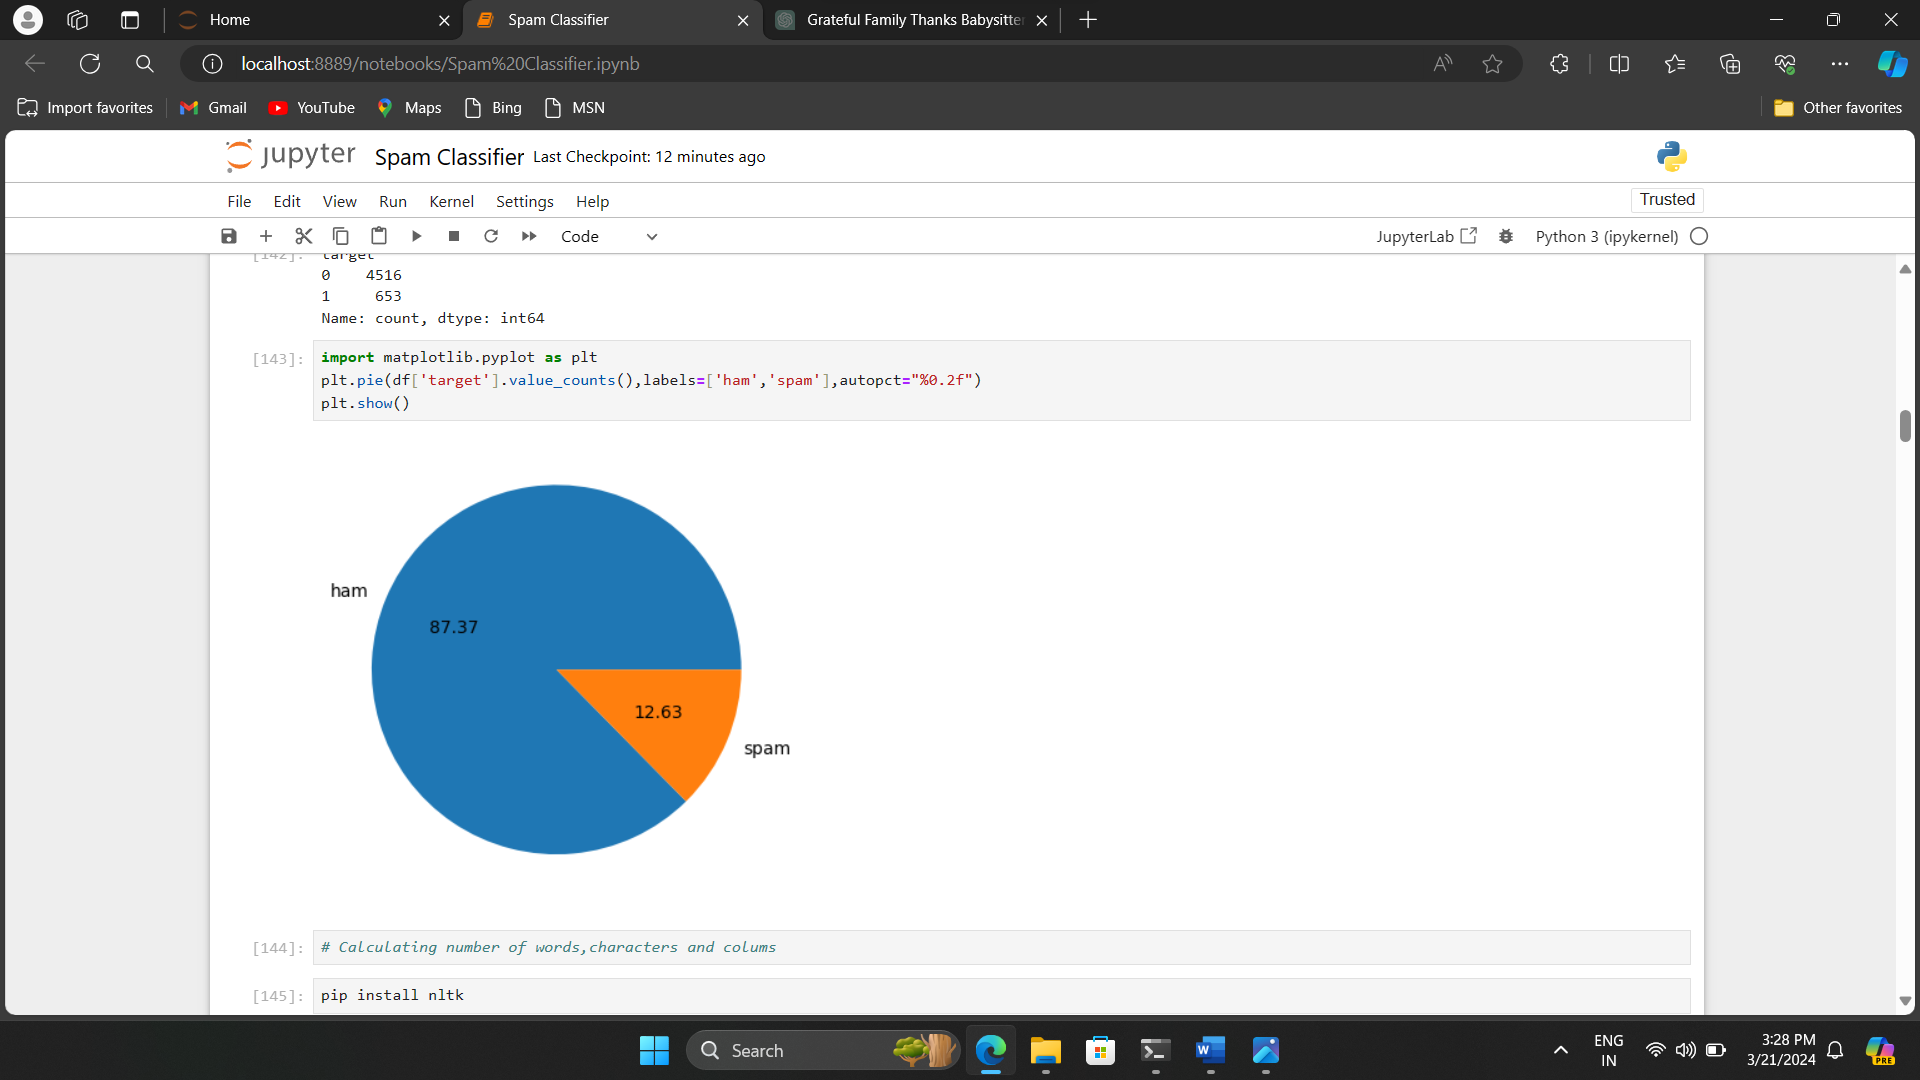 Home
Spam Classifier
Grateful Family Thanks Babysitter
localhost:8889/notebooks/Spam%20Classifier.ipynb
Import favorites
Gmail
YouTube
Maps
Bing
MSN
Other favorites
jupyter
Spam Classifier
Last Checkpoint: 12 minutes ago
File
Edit
View
Run
Kernel
Settings
Help
Trusted
Code
JupyterLab
Python 3 (ipykernel)
[142]: target
0    4516
1     653
Name: count, dtype: int64
[143]: import matplotlib.pyplot as plt
plt.pie(df['target'].value_counts(),labels=['ham','spam'],autopct="%0.2f")
plt.show()
ham
87.37
12.63
spam
[144]: # Calculating number of words,characters and colums
[145]: pip install nltk
Search
ENG
IN
3:28 PM
3/21/2024
PRE